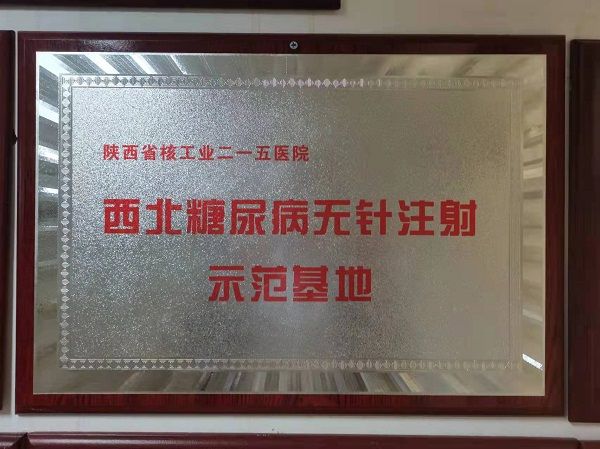 陕西省核工业二一五医院
西北糖尿病无针注射
示范基地